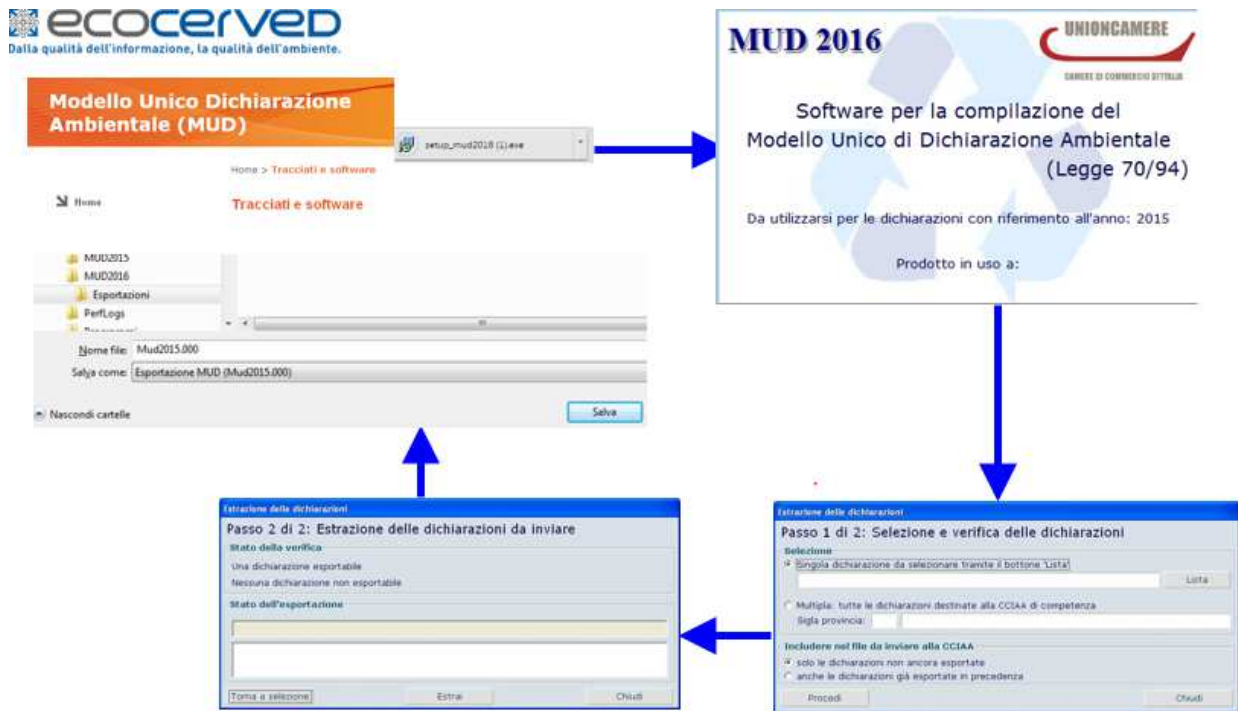 ecocerved
Dalla qualità dell'informazione, la qualità dell'ambiente.
Modello Unico Dichiarazione
Ambientale (MUD)
setup_mud2016 (1).exe
Home > Tracciati e software
Home
Tracciati e software
MUD2015
MUD2016
Esportazioni
PerfLogs
Nome file: Mud2015.000
Salva come: Esportazione MUD (Mud2015.000)
Nascondi cartelle
Salva
MUD 2016
UNIONCAMERE
CAMERE DI COMMERCIO D'ITALIA
Software per la compilazione del
Modello Unico di Dichiarazione Ambientale
(Legge 70/94)
Da utilizzarsi per le dichiarazioni con riferimento all'anno: 2015
Prodotto in uso a:
Estrazione delle dichiarazioni
Passo 1 di 2: Selezione e verifica delle dichiarazioni
Selezione
Singola dichiarazione da selezionare tramite il bottone 'Lista'
Lista
Multipla: tutte le dichiarazioni destinate alla CCIAA di competenza
Sigla provincia:
Includere nel file da inviare alla CCIAA
solo le dichiarazioni non ancora esportate
anche le dichiarazioni già esportate in precedenza
Procedi
Chiudi
Estrazione delle dichiarazioni
Passo 2 di 2: Estrazione delle dichiarazioni da inviare
Stato della verifica
Una dichiarazione esportabile
Nessuna dichiarazione non esportabile
Stato dell'esportazione
Torna a selezione
Estrai
Chiudi